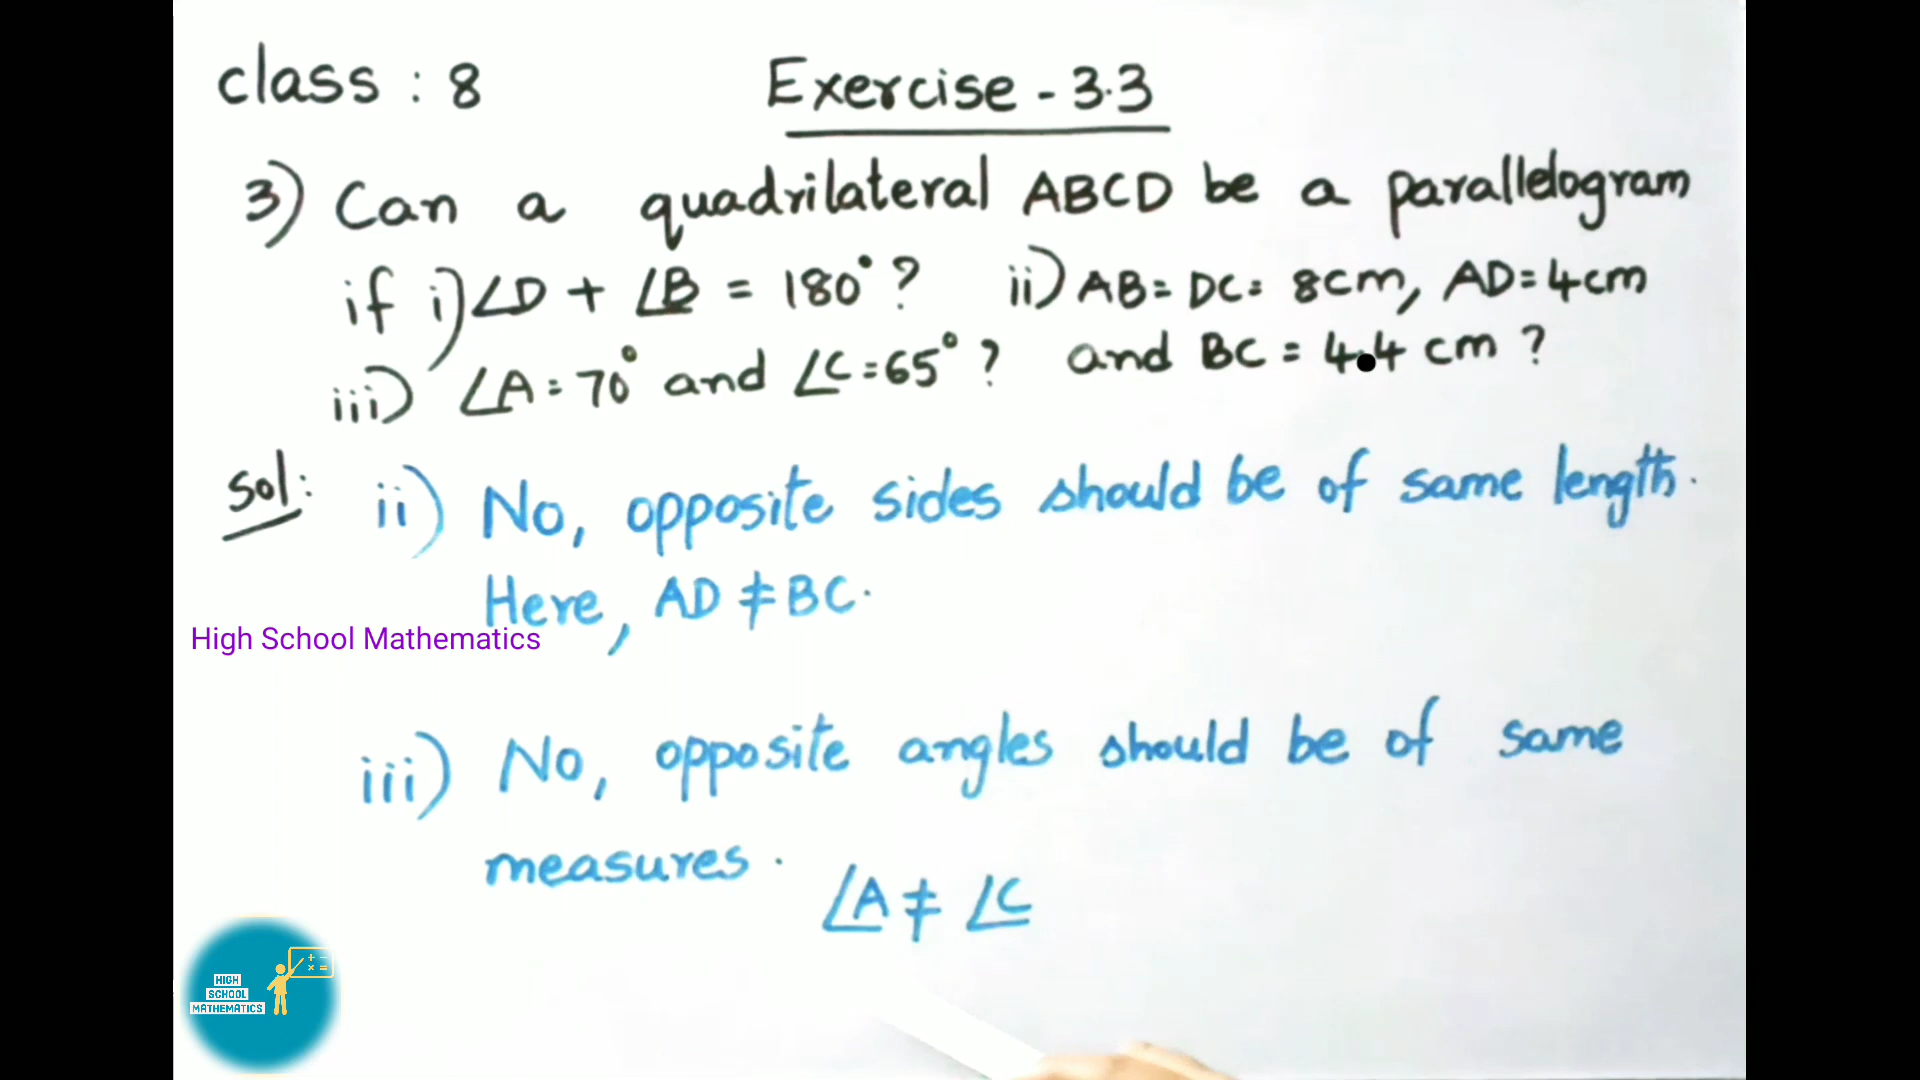 class : 8 Exercise - 3.3
3) Can a quadrilateral ABCD be a parallelogram
if i) ∠D + ∠B = 180° ? ii) AB = DC = 8cm, AD = 4cm
and BC = 4.4 cm ?
iii) ∠A = 70° and ∠C = 65° ?
Sol: ii) No, opposite sides should be of same length.
Here, AD ≠ BC.
High School Mathematics
iii) No, opposite angles should be of same
measures.
∠A ≠ ∠C
HIGH
SCHOOL
MATHEMATICS
+ −
× =